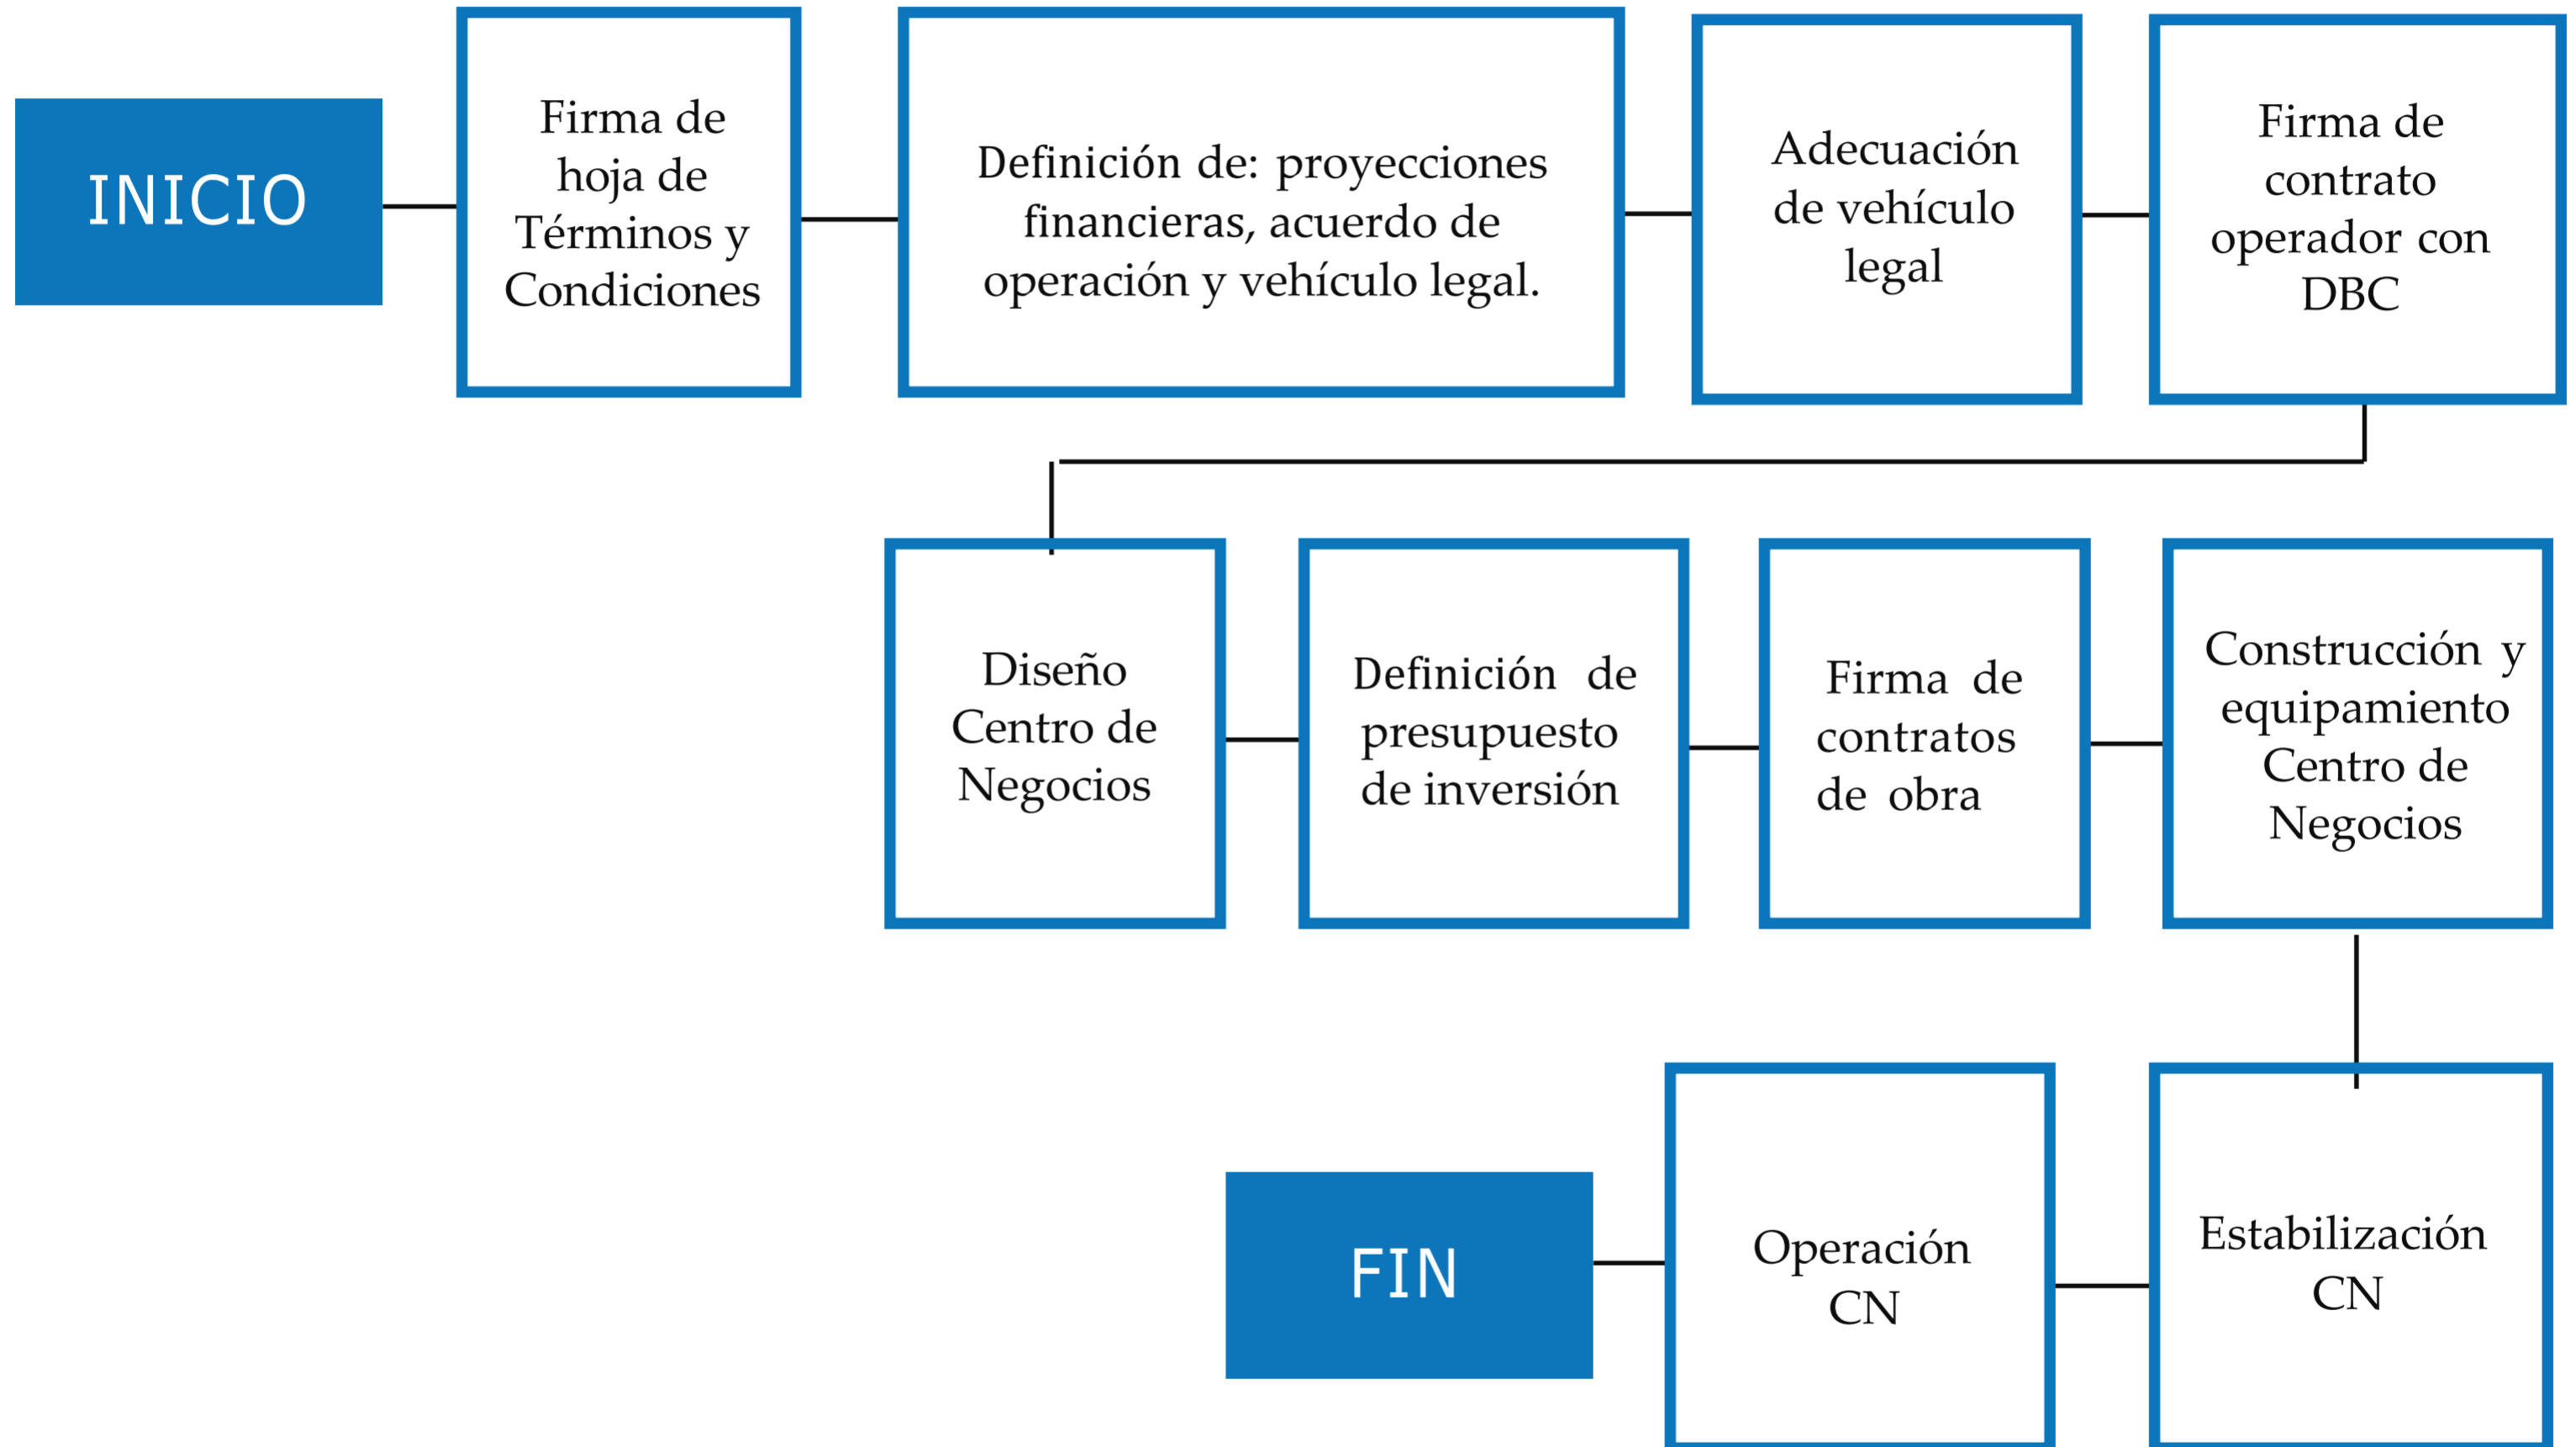 INICIO
Firma de
hoja de
Términos y
Condiciones
Definición de: proyecciones
financieras, acuerdo de
operación y vehículo legal.
Adecuación
de vehículo
legal
Firma de
contrato
operador con
DBC
Diseño
Centro de
Negocios
Definición de
presupuesto
de inversión
Firma de
contratos
de obra
Construcción y
equipamiento
Centro de
Negocios
Estabilización
CN
Operación
CN
FIN